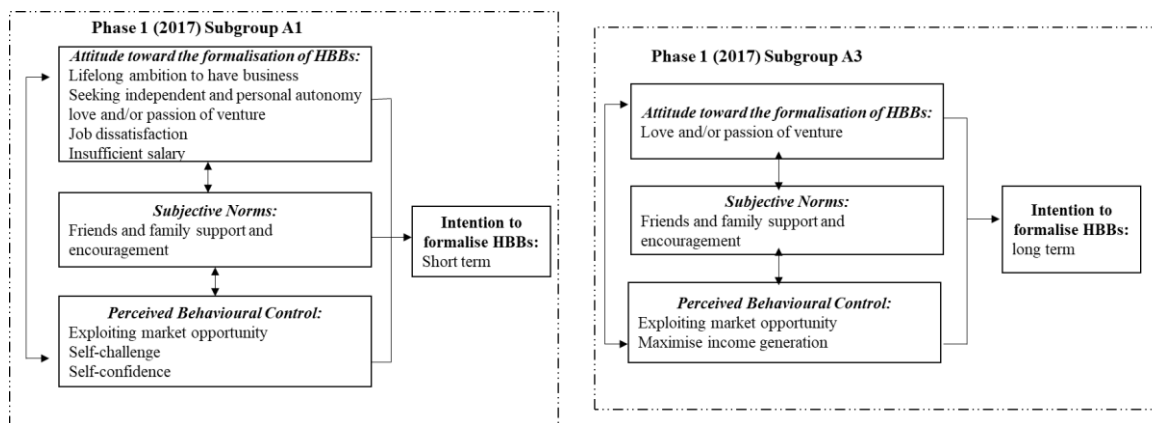 Phase 1 (2017) Subgroup A1
Attitude toward the formalisation of HBBs:
Lifelong ambition to have business
Seeking independent and personal autonomy
love and/or passion of venture
Job dissatisfaction
Insufficient salary
Subjective Norms:
Friends and family support and
encouragement
Perceived Behavioural Control:
Exploiting market opportunity
Self-challenge
Self-confidence
Intention to
formalise HBBs:
Short term
Phase 1 (2017) Subgroup A3
Attitude toward the formalisation of HBBs:
Love and/or passion of venture
Subjective Norms:
Friends and family support and
encouragement
Perceived Behavioural Control:
Exploiting market opportunity
Maximise income generation
Intention to
formalise HBBs:
long term